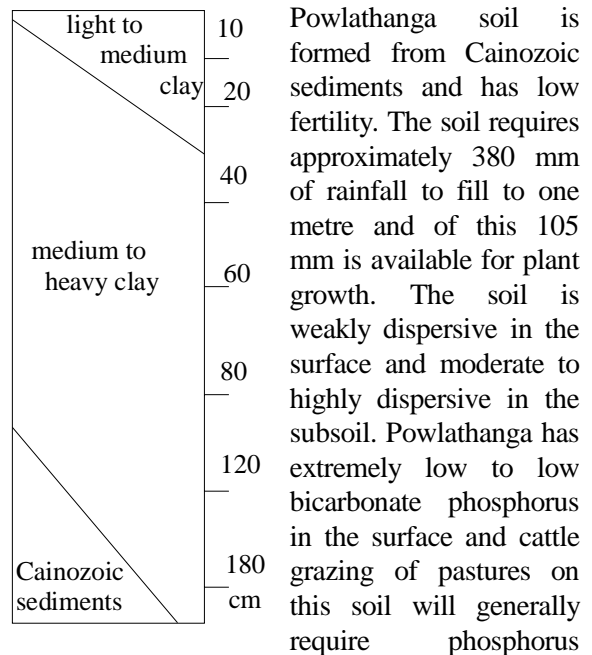 light to
medium
clay
10
20
40
medium to
heavy clay
60
80
120
Cainozoic
sediments
180
cm
Powlathanga soil is
formed from Cainozoic
sediments and has low
fertility. The soil requires
approximately 380 mm
of rainfall to fill to one
metre and of this 105
mm is available for plant
growth. The soil is
weakly dispersive in the
surface and moderate to
highly dispersive in the
subsoil. Powlathanga has
extremely low to low
bicarbonate phosphorus
in the surface and cattle
grazing of pastures on
this soil will generally
require phosphorus